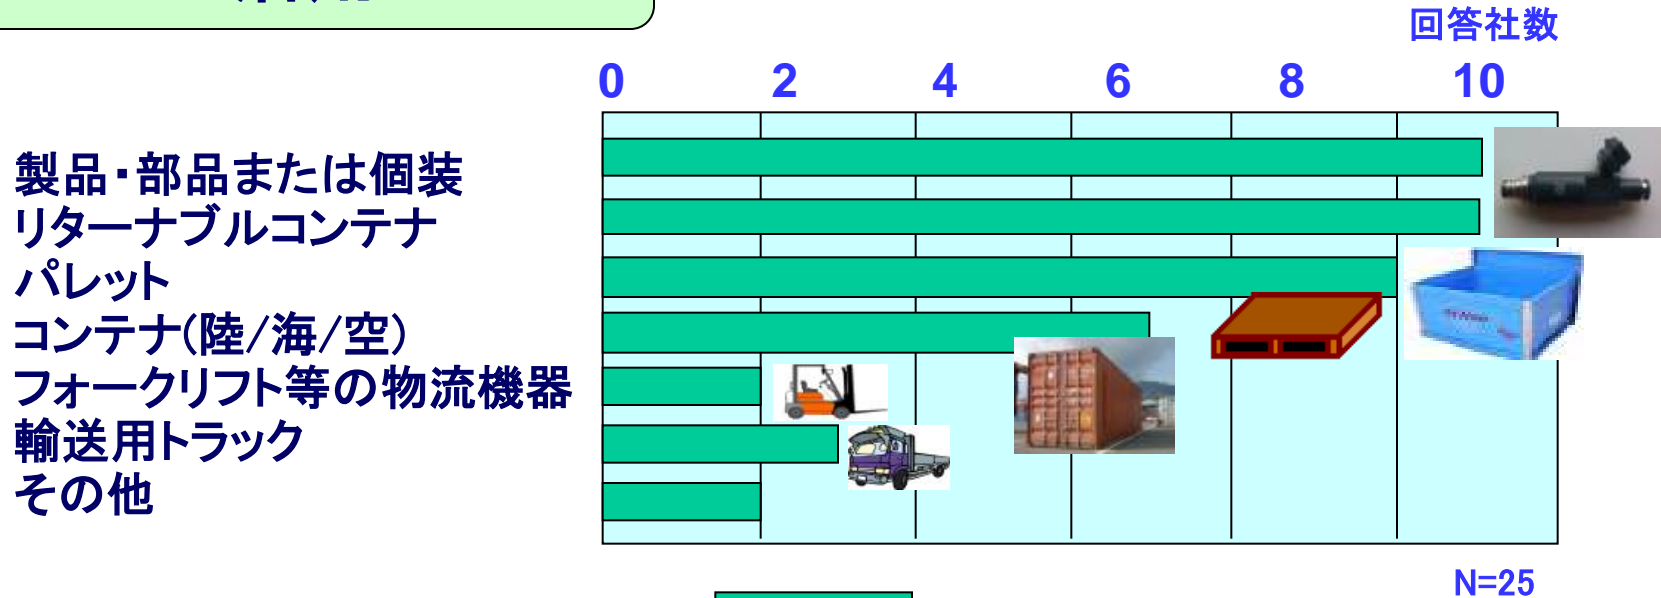 回答社数
0 2 4 6 8 10
製品・部品または個装
リターナブルコンテナ
パレット
コンテナ(陸/海/空)
フォークリフト等の物流機器
輸送用トラック
その他
N=25